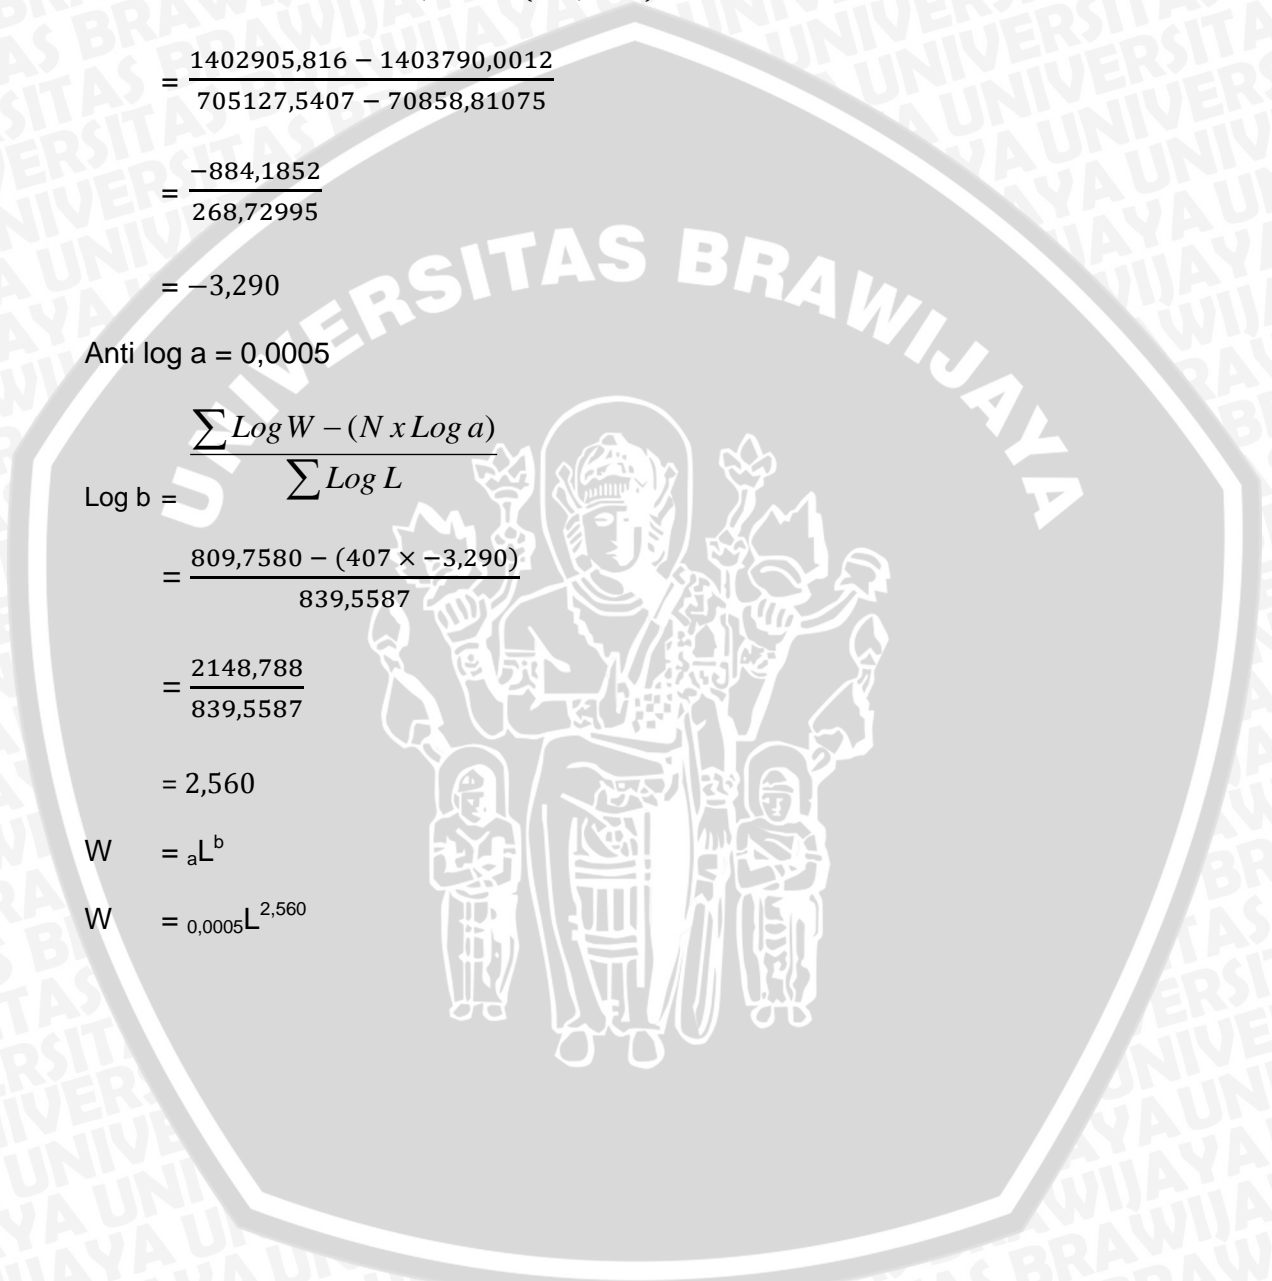 = 1402905,816 − 1403790,0012 / 705127,5407 − 70858,81075
= −884,1852 / 268,72995
= −3,290
Anti log a = 0,0005
Log b = ∑ Log W − (N x Log a) / ∑ Log L
= 809,7580 − (407 × −3,290) / 839,5587
= 2148,788 / 839,5587
= 2,560
W = aL^b
W = 0,0005L^2,560
UNIVERSITAS BRAWIJAYA